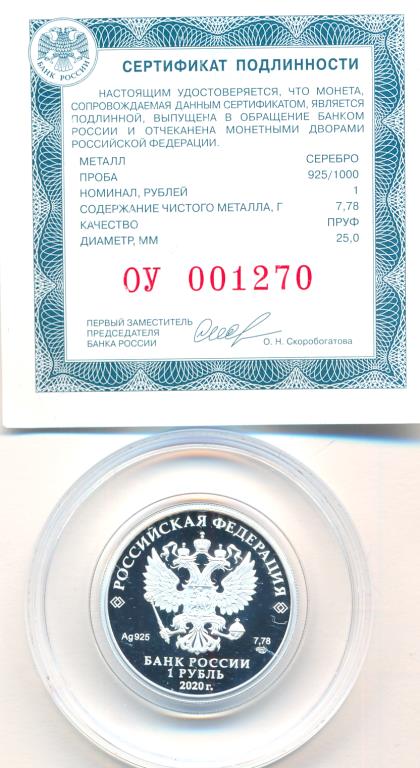 БАНК РОССИИ
СЕРТИФИКАТ ПОДЛИННОСТИ
НАСТОЯЩИМ УДОСТОВЕРЯЕТСЯ, ЧТО МОНЕТА,
СОПРОВОЖДАЕМАЯ ДАННЫМ СЕРТИФИКАТОМ, ЯВЛЯЕТСЯ
ПОДЛИННОЙ, ВЫПУЩЕНА В ОБРАЩЕНИЕ БАНКОМ
РОССИИ И ОТЧЕКАНЕНА МОНЕТНЫМИ ДВОРАМИ
РОССИЙСКОЙ ФЕДЕРАЦИИ.
МЕТАЛЛ СЕРЕБРО
ПРОБА 925/1000
НОМИНАЛ, РУБЛЕЙ 1
СОДЕРЖАНИЕ ЧИСТОГО МЕТАЛЛА, Г 7,78
КАЧЕСТВО ПРУФ
ДИАМЕТР, ММ 25,0
ОУ 001270
ПЕРВЫЙ ЗАМЕСТИТЕЛЬ
ПРЕДСЕДАТЕЛЯ
БАНКА РОССИИ
О. Н. Скоробогатова
РОССИЙСКАЯ ФЕДЕРАЦИЯ
Ag 925 7,78
БАНК РОССИИ
1 РУБЛЬ
2020 г.